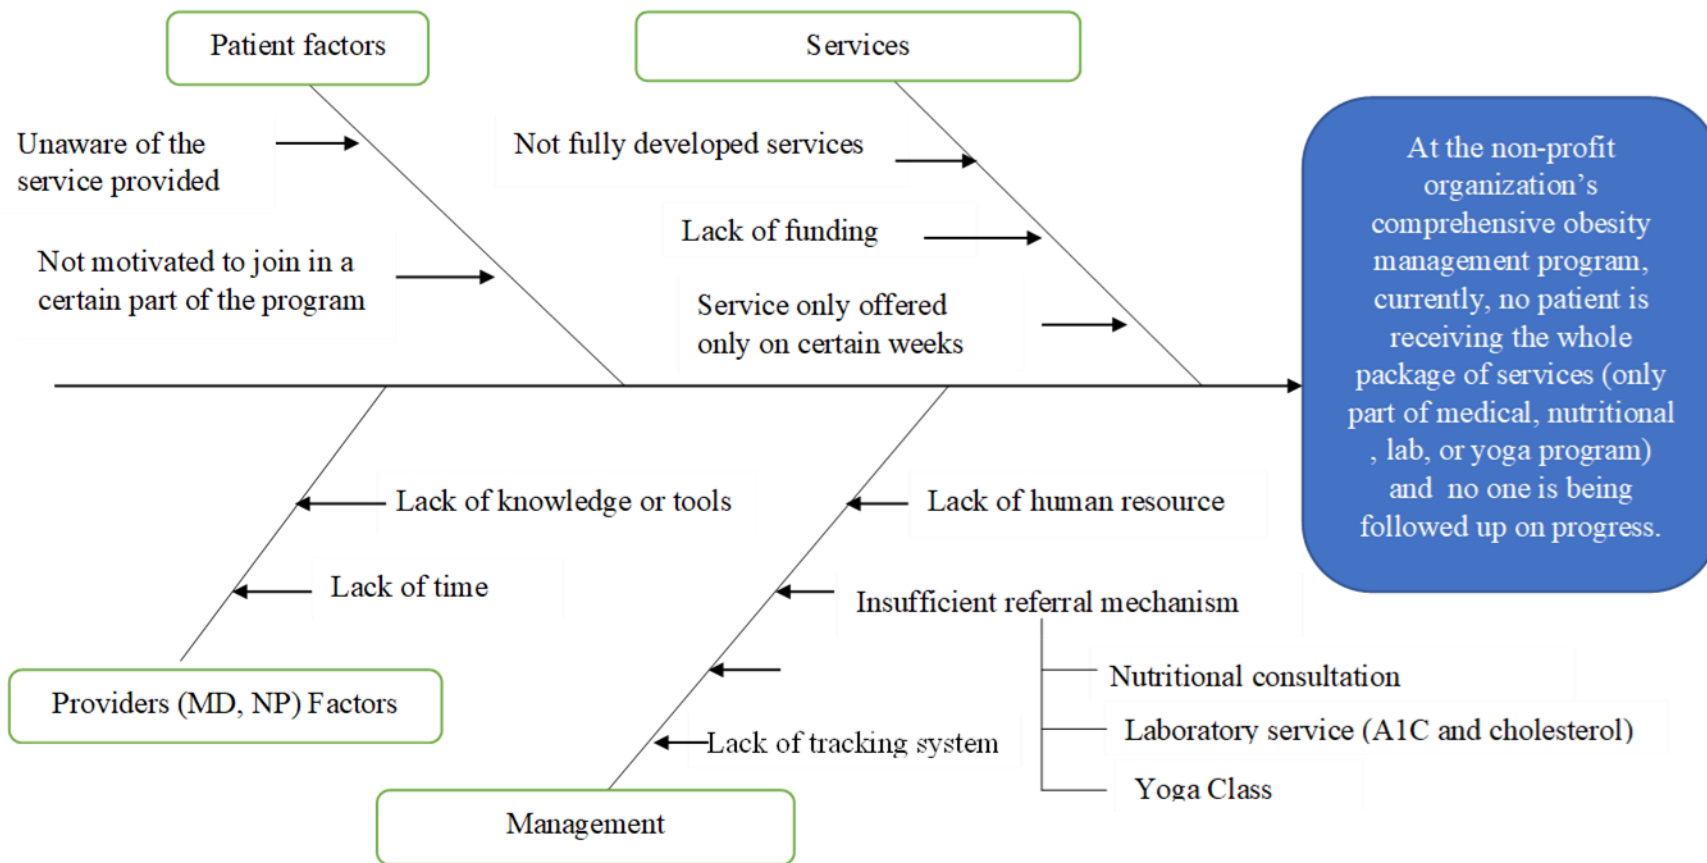 Patient factors
Services
Unaware of the
service provided
Not motivated to join in a
certain part of the program
Not fully developed services
Lack of funding
Service only offered
only on certain weeks
At the non-profit
organization’s
comprehensive obesity
management program,
currently, no patient is
receiving the whole
package of services (only
part of medical, nutritional
, lab, or yoga program)
and no one is being
followed up on progress.
Lack of knowledge or tools
Lack of time
Providers (MD, NP) Factors
Lack of human resource
Insufficient referral mechanism
Nutritional consultation
Laboratory service (A1C and cholesterol)
Yoga Class
Lack of tracking system
Management